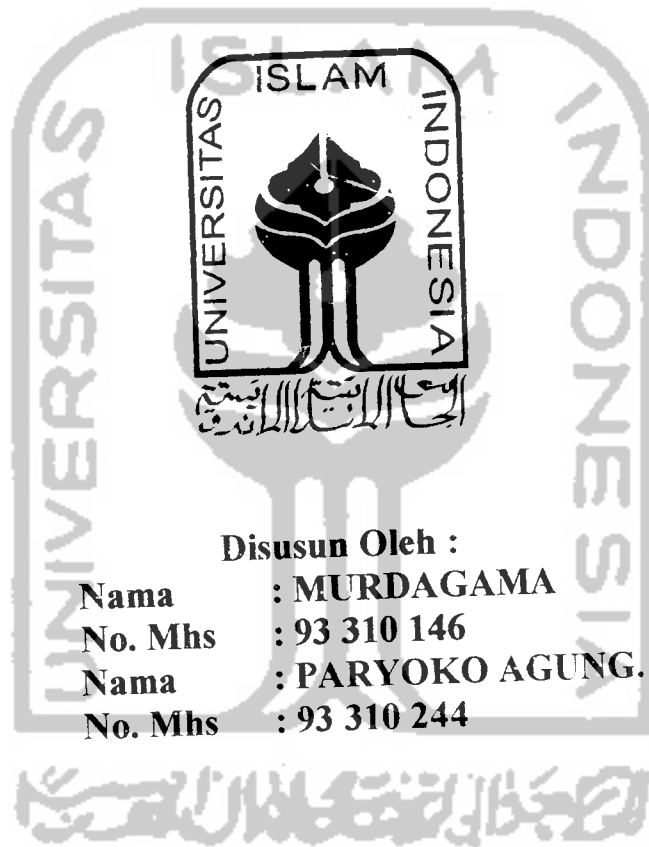 ISLAM
UNIVERSITAS
INDONESIA
Disusun Oleh :
Nama : MURDAGAMA
No. Mhs : 93 310 146
Nama : PARYOKO AGUNG.
No. Mhs : 93 310 244